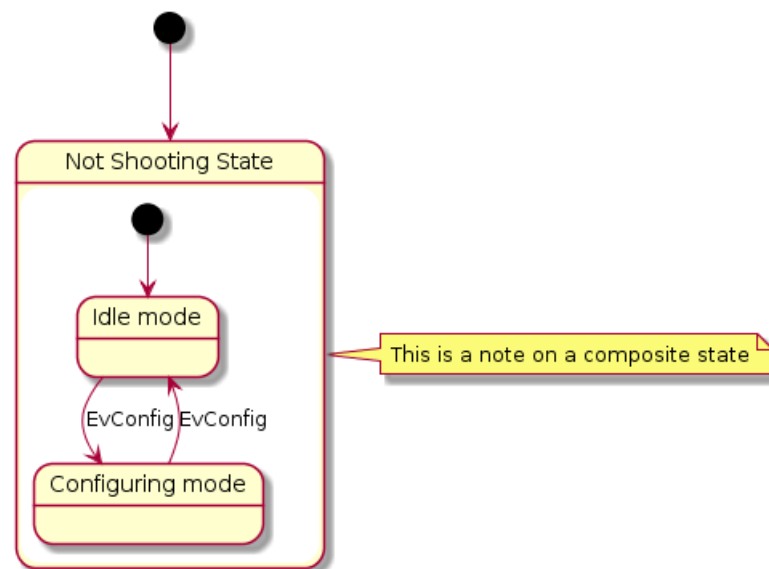 Not Shooting State
Idle mode
This is a note on a composite state
EvConfig EvConfig
Configuring mode